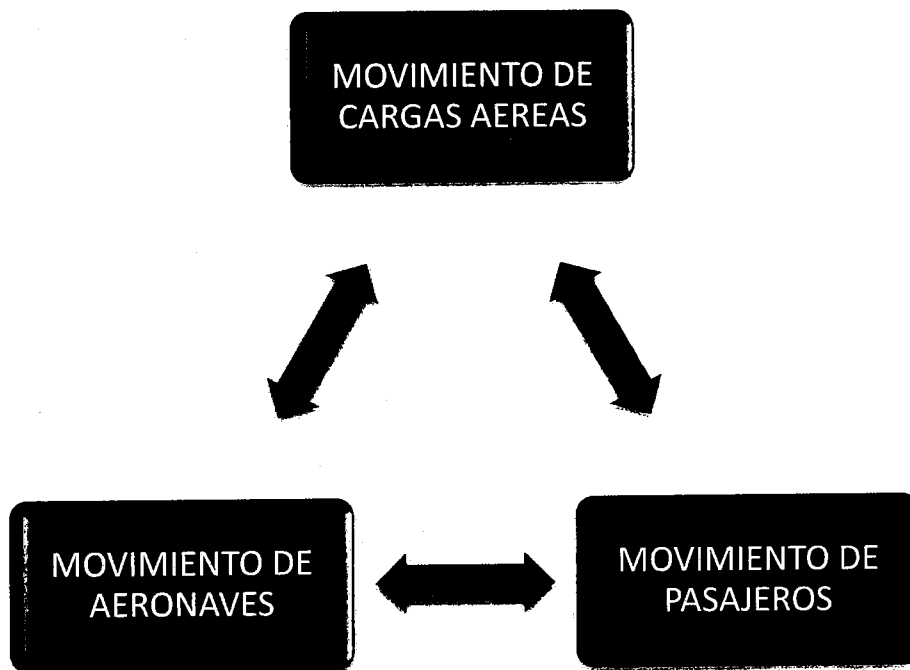 MOVIMIENTO DE
CARGAS AEREAS
MOVIMIENTO DE
AERONAVES
MOVIMIENTO DE
PASAJEROS